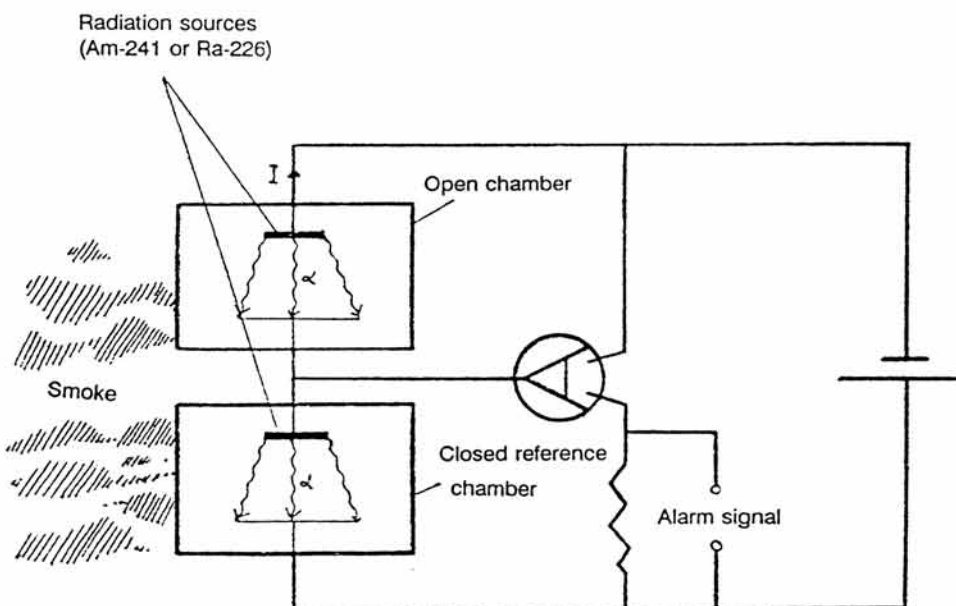 Radiation sources
(Am-241 or Ra-226)
I
Open chamber
α
Smoke
Closed reference
chamber
α
Alarm signal